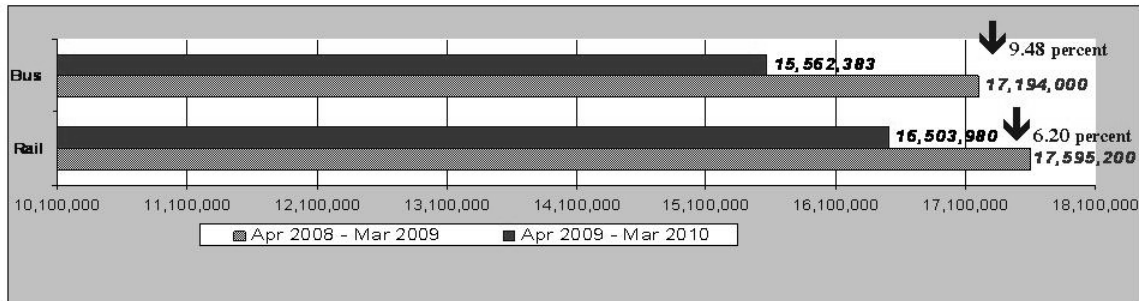 9.48 percent
Bus
15,562,383
17,194,000
6.20 percent
Rail
16,503,980
17,595,200
10,100,000 11,100,000 12,100,000 13,100,000 14,100,000 15,100,000 16,100,000 17,100,000 18,100,000
Apr 2008 - Mar 2009 Apr 2009 - Mar 2010